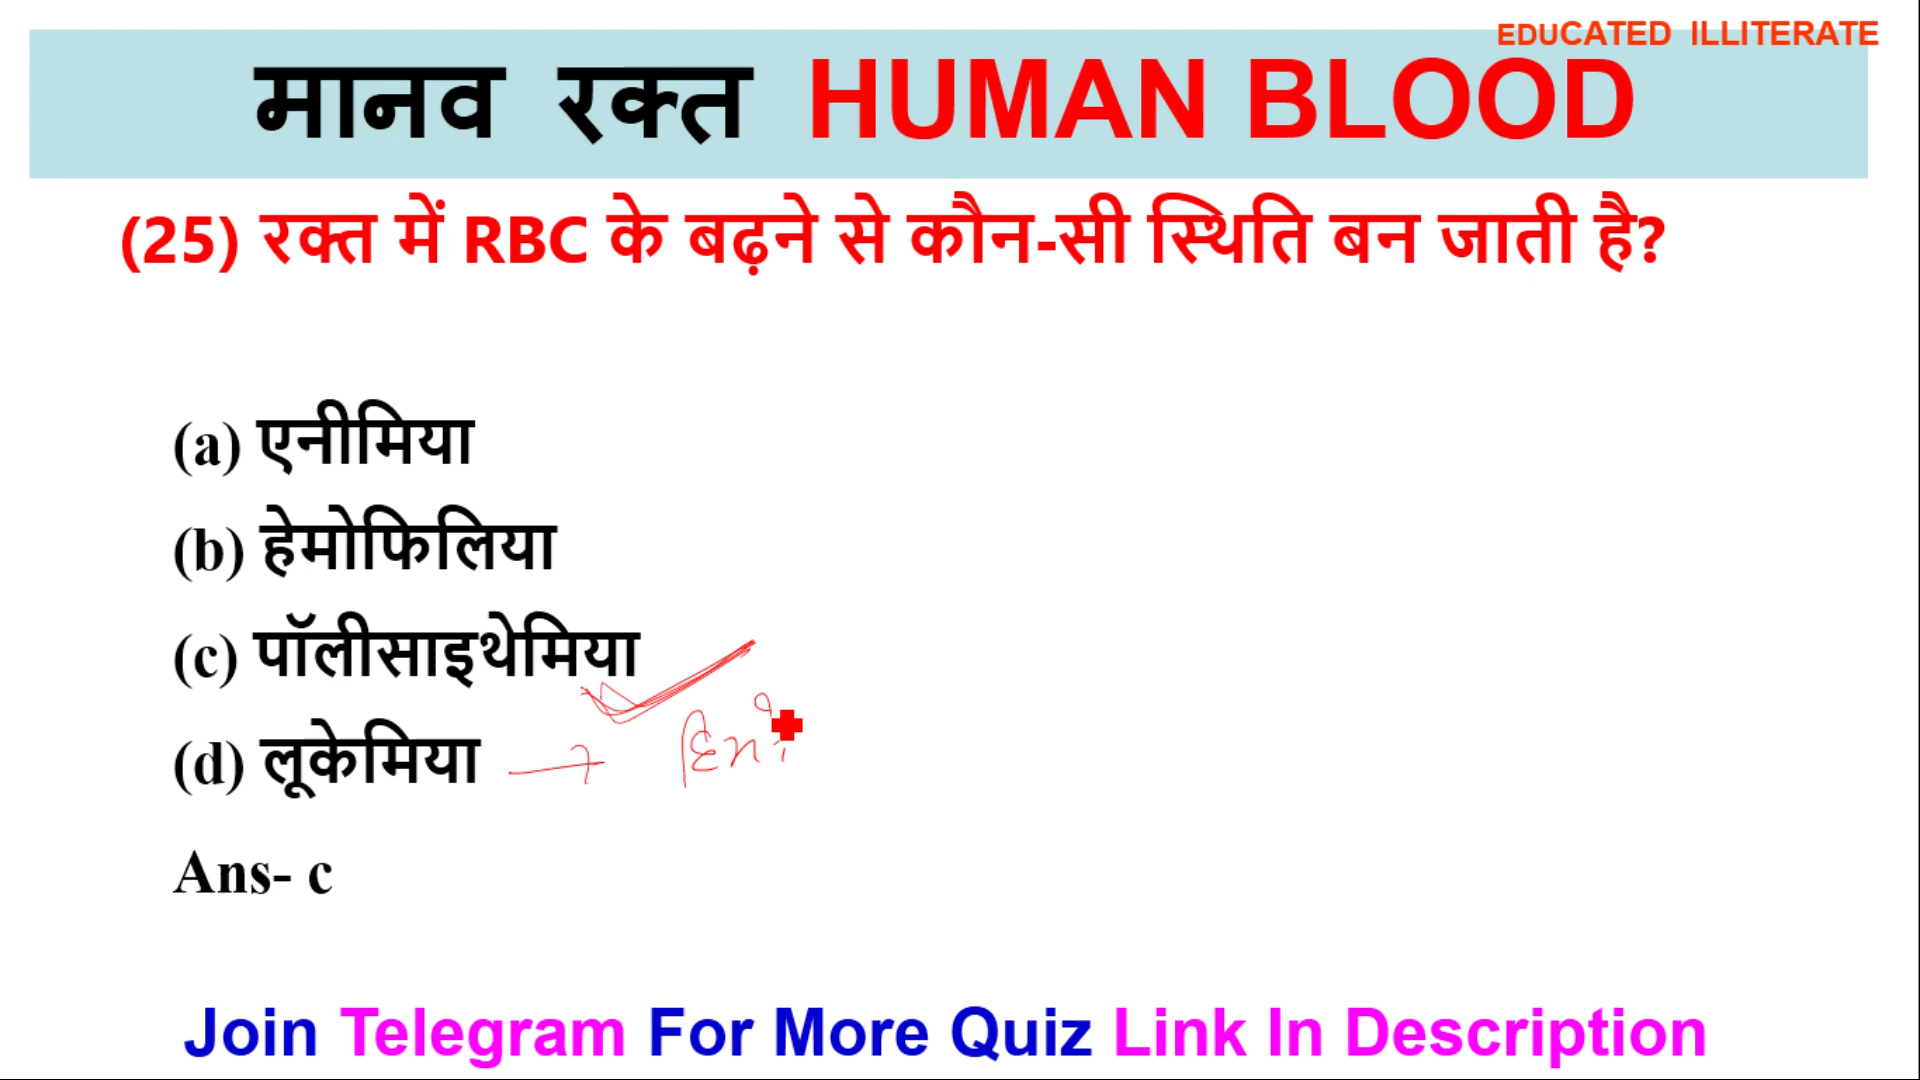 EDUCATED ILLITERATE
मानव रक्त HUMAN BLOOD
(25) रक्त में RBC के बढ़ने से कौन-सी स्थिति बन जाती है?
(a) एनीमिया
(b) हेमोफिलिया
(c) पॉलीसाइथेमिया
(d) लूकेमिया
Ans- c
Join Telegram For More Quiz Link In Description